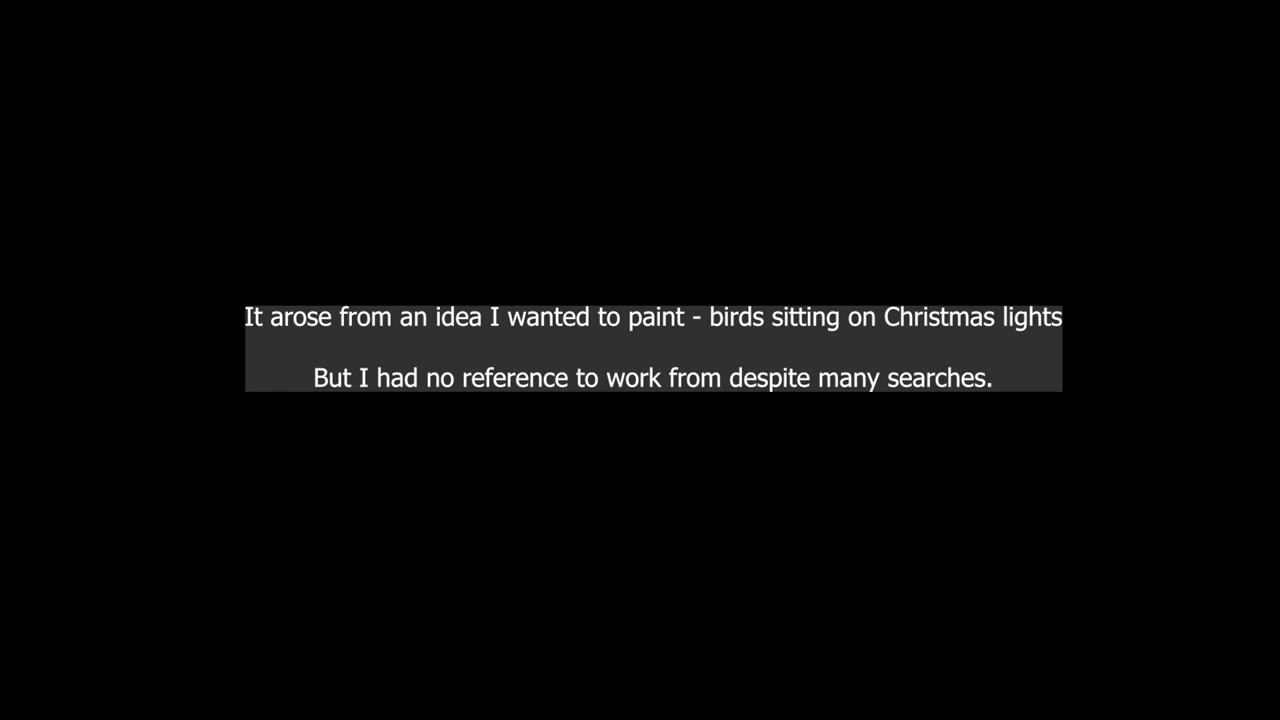 It arose from an idea I wanted to paint - birds sitting on Christmas lights
But I had no reference to work from despite many searches.